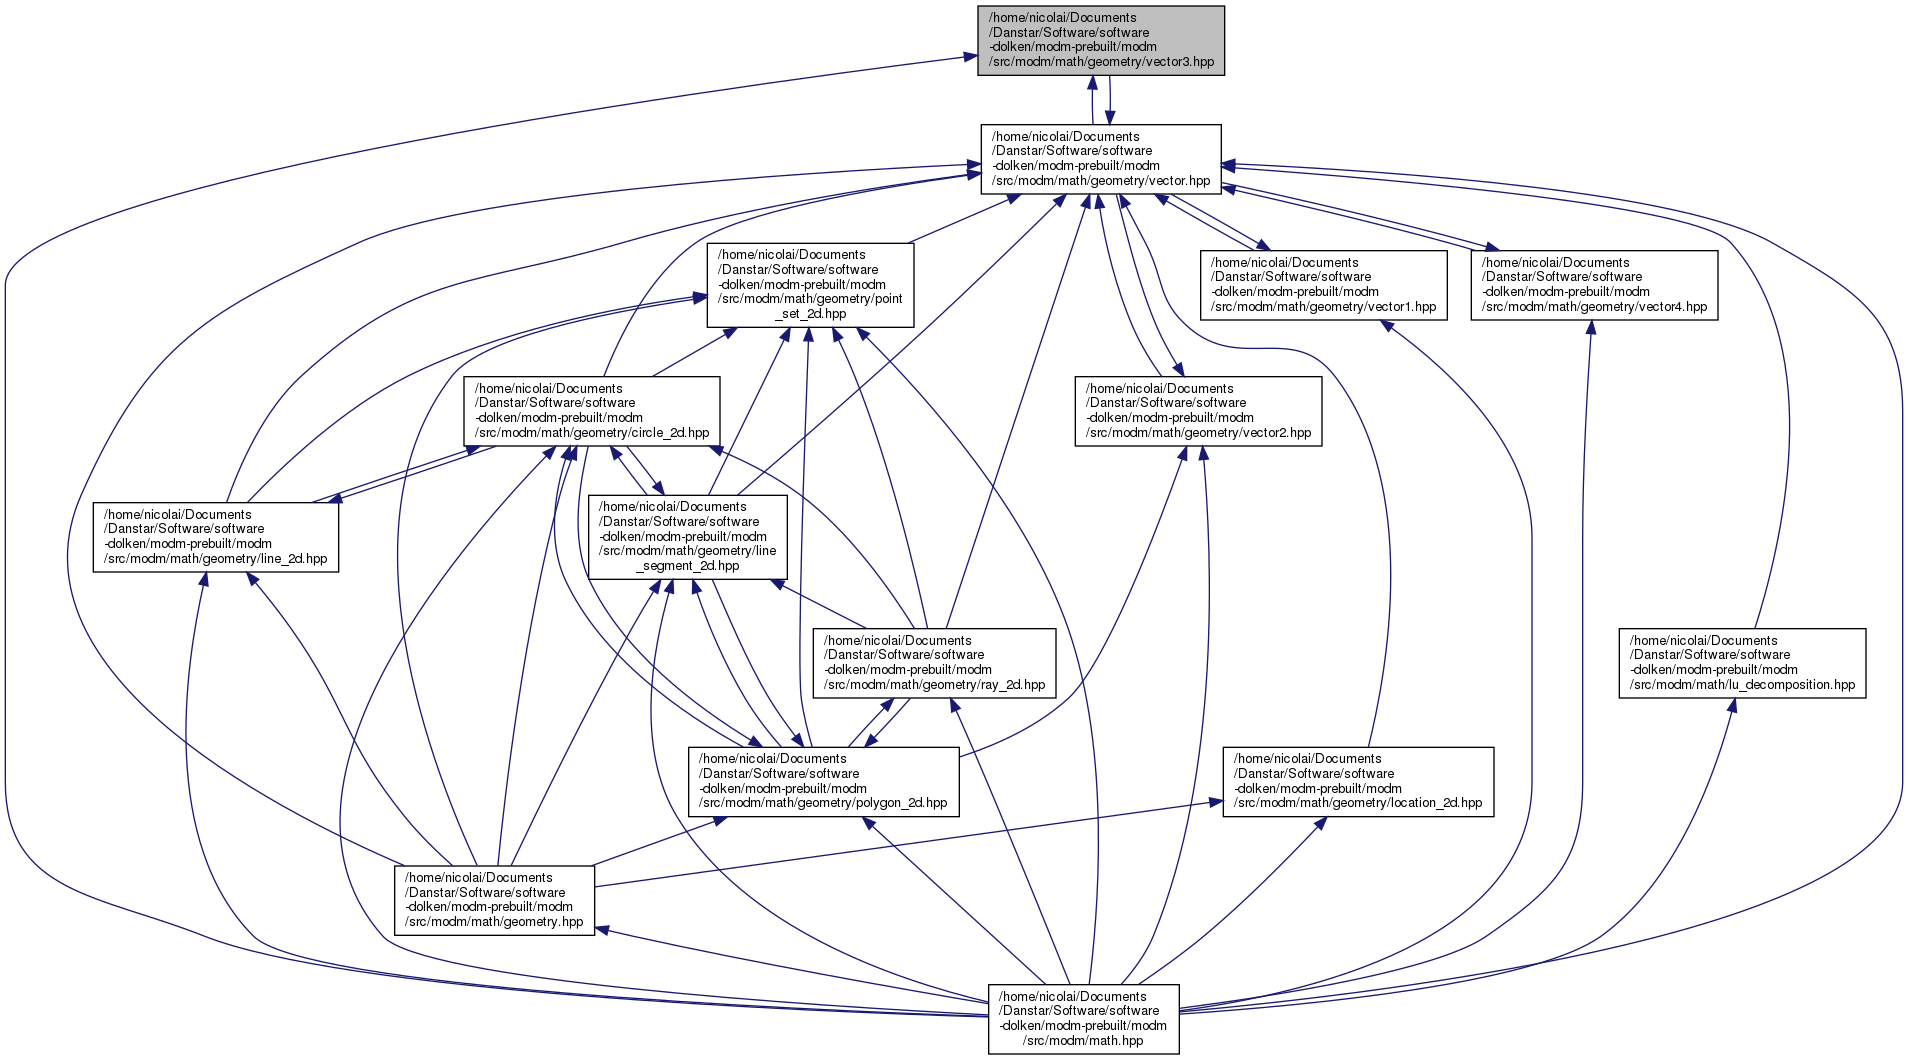 /home/nicolai/Documents
/Danstar/Software/software
-dolken/modm-prebuilt/modm
/src/modm/math/geometry/vector3.hpp
/home/nicolai/Documents
/Danstar/Software/software
-dolken/modm-prebuilt/modm
/src/modm/math/geometry/vector.hpp
/home/nicolai/Documents
/Danstar/Software/software
-dolken/modm-prebuilt/modm
/src/modm/math/geometry/point
_set_2d.hpp
/home/nicolai/Documents
/Danstar/Software/software
-dolken/modm-prebuilt/modm
/src/modm/math/geometry/vector1.hpp
/home/nicolai/Documents
/Danstar/Software/software
-dolken/modm-prebuilt/modm
/src/modm/math/geometry/vector4.hpp
/home/nicolai/Documents
/Danstar/Software/software
-dolken/modm-prebuilt/modm
/src/modm/math/geometry/circle_2d.hpp
/home/nicolai/Documents
/Danstar/Software/software
-dolken/modm-prebuilt/modm
/src/modm/math/geometry/vector2.hpp
/home/nicolai/Documents
/Danstar/Software/software
-dolken/modm-prebuilt/modm
/src/modm/math/geometry/line_2d.hpp
/home/nicolai/Documents
/Danstar/Software/software
-dolken/modm-prebuilt/modm
/src/modm/math/geometry/line
_segment_2d.hpp
/home/nicolai/Documents
/Danstar/Software/software
-dolken/modm-prebuilt/modm
/src/modm/math/geometry/ray_2d.hpp
/home/nicolai/Documents
/Danstar/Software/software
-dolken/modm-prebuilt/modm
/src/modm/math/lu_decomposition.hpp
/home/nicolai/Documents
/Danstar/Software/software
-dolken/modm-prebuilt/modm
/src/modm/math/geometry/polygon_2d.hpp
/home/nicolai/Documents
/Danstar/Software/software
-dolken/modm-prebuilt/modm
/src/modm/math/geometry/location_2d.hpp
/home/nicolai/Documents
/Danstar/Software/software
-dolken/modm-prebuilt/modm
/src/modm/math/geometry.hpp
/home/nicolai/Documents
/Danstar/Software/software
-dolken/modm-prebuilt/modm
/src/modm/math.hpp